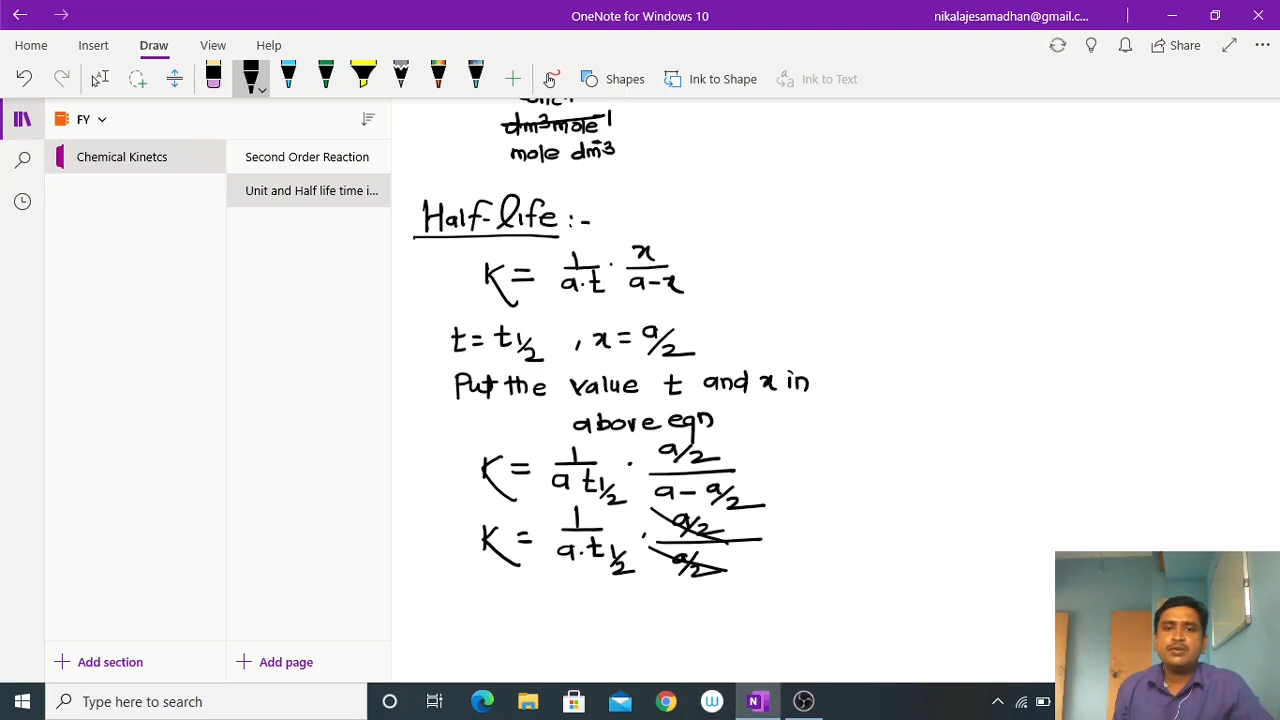 OneNote for Windows 10
nikalajesamadhan@gmail.c...
Home Insert Draw View Help
Share
Shapes Ink to Shape Ink to Text
FY
Chemical Kinetcs
Second Order Reaction
Unit and Half life time i...
dm³ mole⁻¹
mole dm⁻³
Half-life :-
K = 1/a.t . x/a-x
t = t1/2 , x = a/2
Put the value t and x in
above eqn
K = 1/a t1/2 . a/2/a - a/2
K = 1/a.t1/2 . a/2/a/2
Add section
Add page
Type here to search